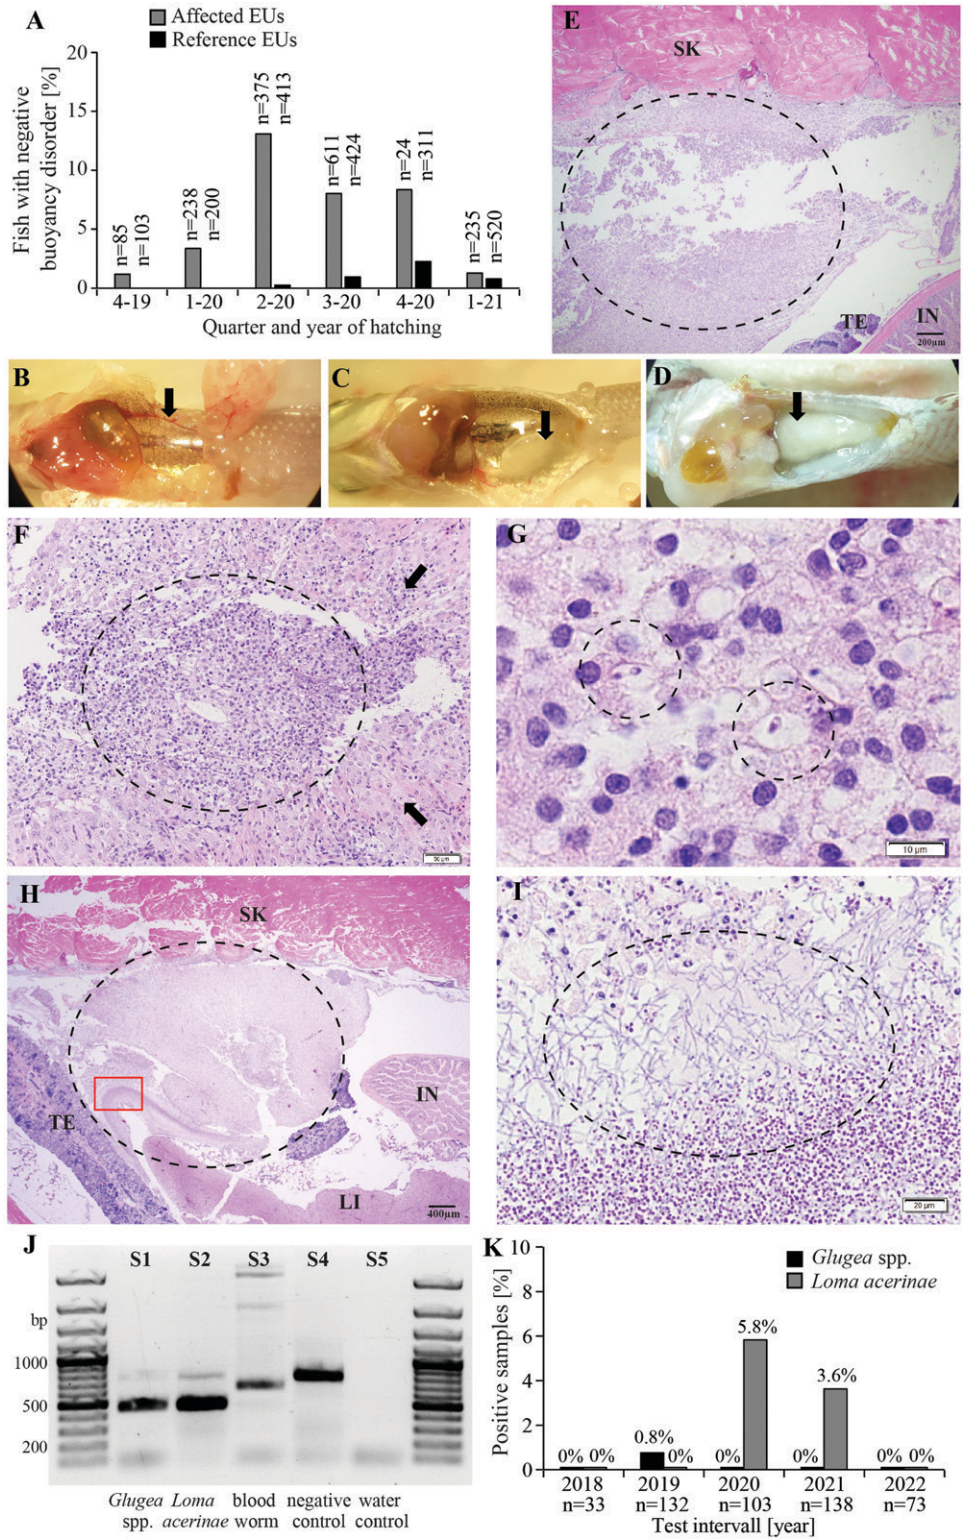 A
Affected EUs
Reference EUs
Fish with negative
buoyancy disorder [%]
20
15
10
5
0
n=85
n=103
n=238
n=200
n=375
n=413
n=611
n=424
n=24
n=311
n=235
n=520
4-19 1-20 2-20 3-20 4-20 1-21
Quarter and year of hatching
E
SK
TE
IN
200µm
B
C
D
F
50 µm
G
10 µm
H
SK
TE
IN
LI
400µm
I
20 µm
J
S1 S2 S3 S4 S5
bp
1000
500
200
Glugea Loma blood negative water
spp. acerinae worm control control
K
Glugea spp.
Loma acerinae
Positive samples [%]
10
8
6
4
2
0
0% 0% 0.8% 0% 0% 5.8% 0% 3.6% 0% 0%
2018 2019 2020 2021 2022
n=33 n=132 n=103 n=138 n=73
Test intervall [year]